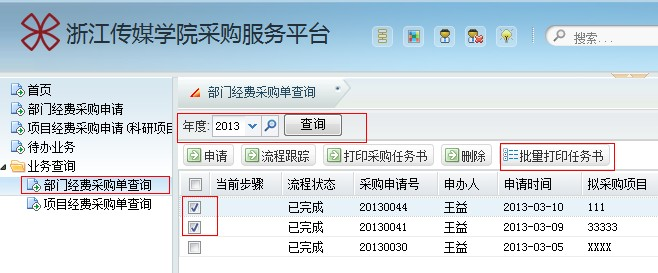 浙江传媒学院采购服务平台
搜索...
首页
部门经费采购申请
项目经费采购申请(科研项目
待办业务
业务查询
部门经费采购单查询
项目经费采购单查询
部门经费采购单查询
年度: 2013 查询
申请 流程跟踪 打印采购任务书 删除 批量打印任务书
当前步骤 流程状态 采购申请号 申办人 申请时间 拟采购项目
已完成 20130044 王益 2013-03-10 111
已完成 20130041 王益 2013-03-09 33333
已完成 20130030 王益 2013-03-05 XXXX